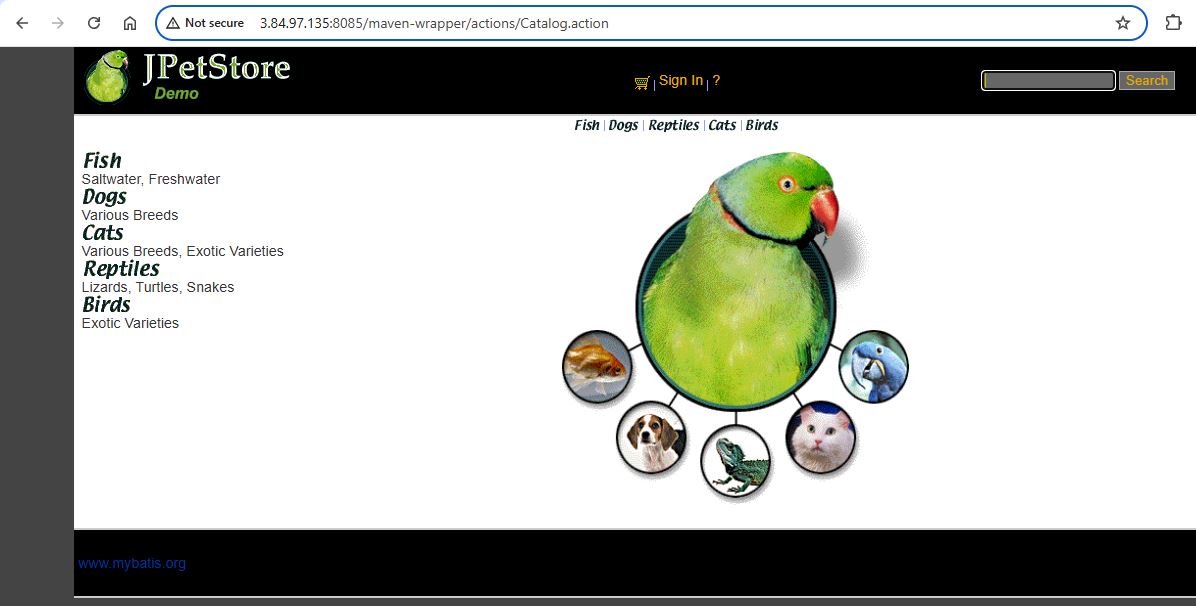 Not secure 3.84.97.135:8085/maven-wrapper/actions/Catalog.action
JPetStore
Demo
Sign In | ? Search
Fish | Dogs | Reptiles | Cats | Birds
Fish
Saltwater, Freshwater
Dogs
Various Breeds
Cats
Various Breeds, Exotic Varieties
Reptiles
Lizards, Turtles, Snakes
Birds
Exotic Varieties
www.mybatis.org